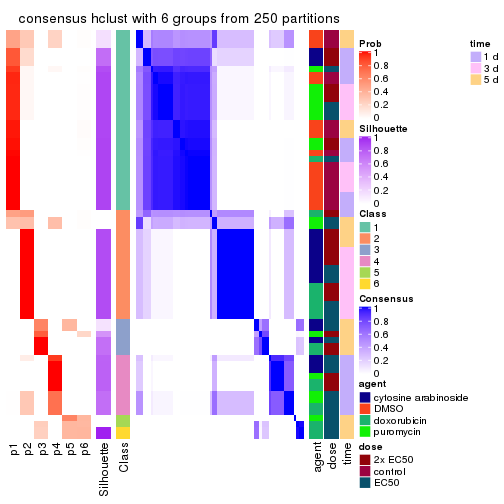 consensus hclust with 6 groups from 250 partitions
Prob
1
0.8
0.6
0.4
0.2
0
Silhouette
1
0.8
0.6
0.4
0.2
0
Class
1
2
3
4
5
6
Consensus
1
0.8
0.6
0.4
0.2
0
agent
cytosine arabinoside
DMSO
doxorubicin
puromycin
dose
2x EC50
control
EC50
time
1 d
3 d
5 d
p1
p2
p3
p4
p5
p6
Silhouette
Class
agent
dose
time